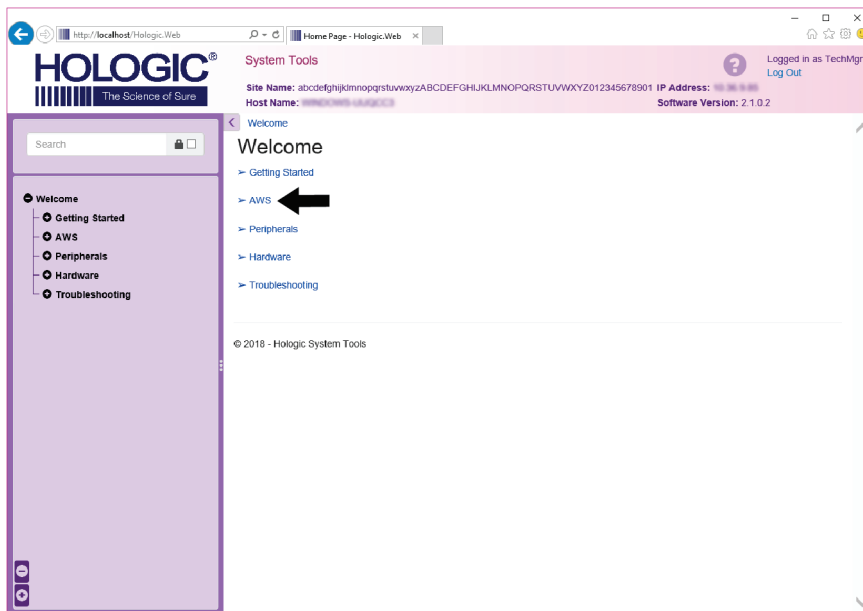 http://localhost/Hologic.Web
Home Page - Hologic.Web
HOLOGIC®
The Science of Sure
System Tools
Logged in as TechMgr
Log Out
Site Name: abcdefghijklmnopqrstuvwxyzABCDEFGHIJKLMNOPQRSTUVWXYZ012345678901 IP Address:
Host Name: Software Version: 2.1.0.2
Search
Welcome
Welcome
Getting Started
AWS
Peripherals
Hardware
Troubleshooting
© 2018 - Hologic System Tools
Welcome
Getting Started
AWS
Peripherals
Hardware
Troubleshooting